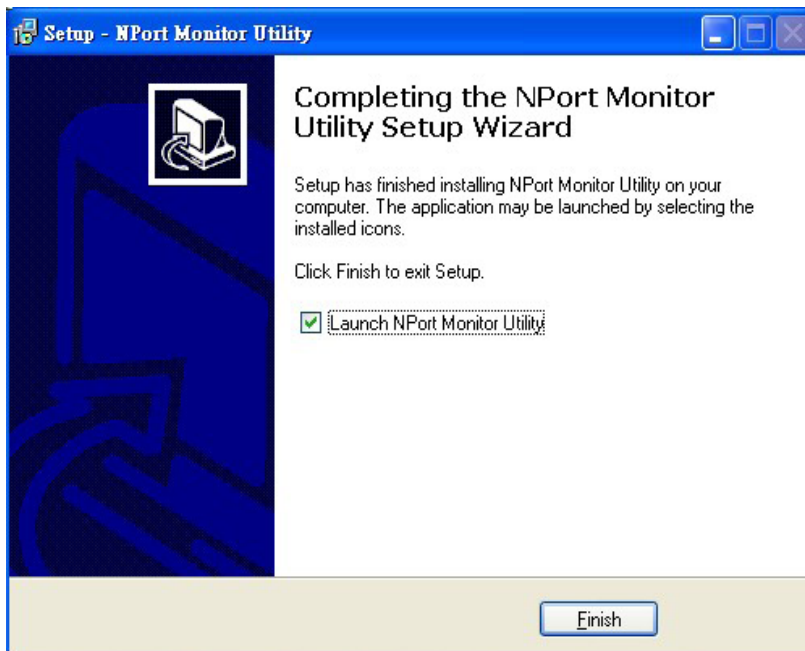 Setup - NPort Monitor Utility
Completing the NPort Monitor
Utility Setup Wizard
Setup has finished installing NPort Monitor Utility on your
computer. The application may be launched by selecting the
installed icons.
Click Finish to exit Setup.
Launch NPort Monitor Utility
Finish